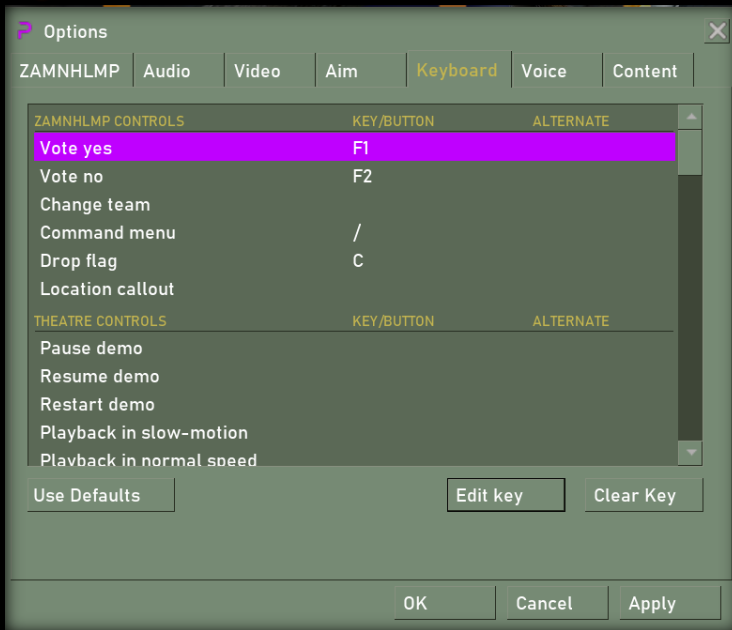 Options
ZAMNHLMP Audio Video Aim Keyboard Voice Content
ZAMNHLMP CONTROLS KEY/BUTTON ALTERNATE
Vote yes F1
Vote no F2
Change team
Command menu /
Drop flag C
Location callout
THEATRE CONTROLS KEY/BUTTON ALTERNATE
Pause demo
Resume demo
Restart demo
Playback in slow-motion
Playback in normal speed
Use Defaults Edit key Clear Key
OK Cancel Apply